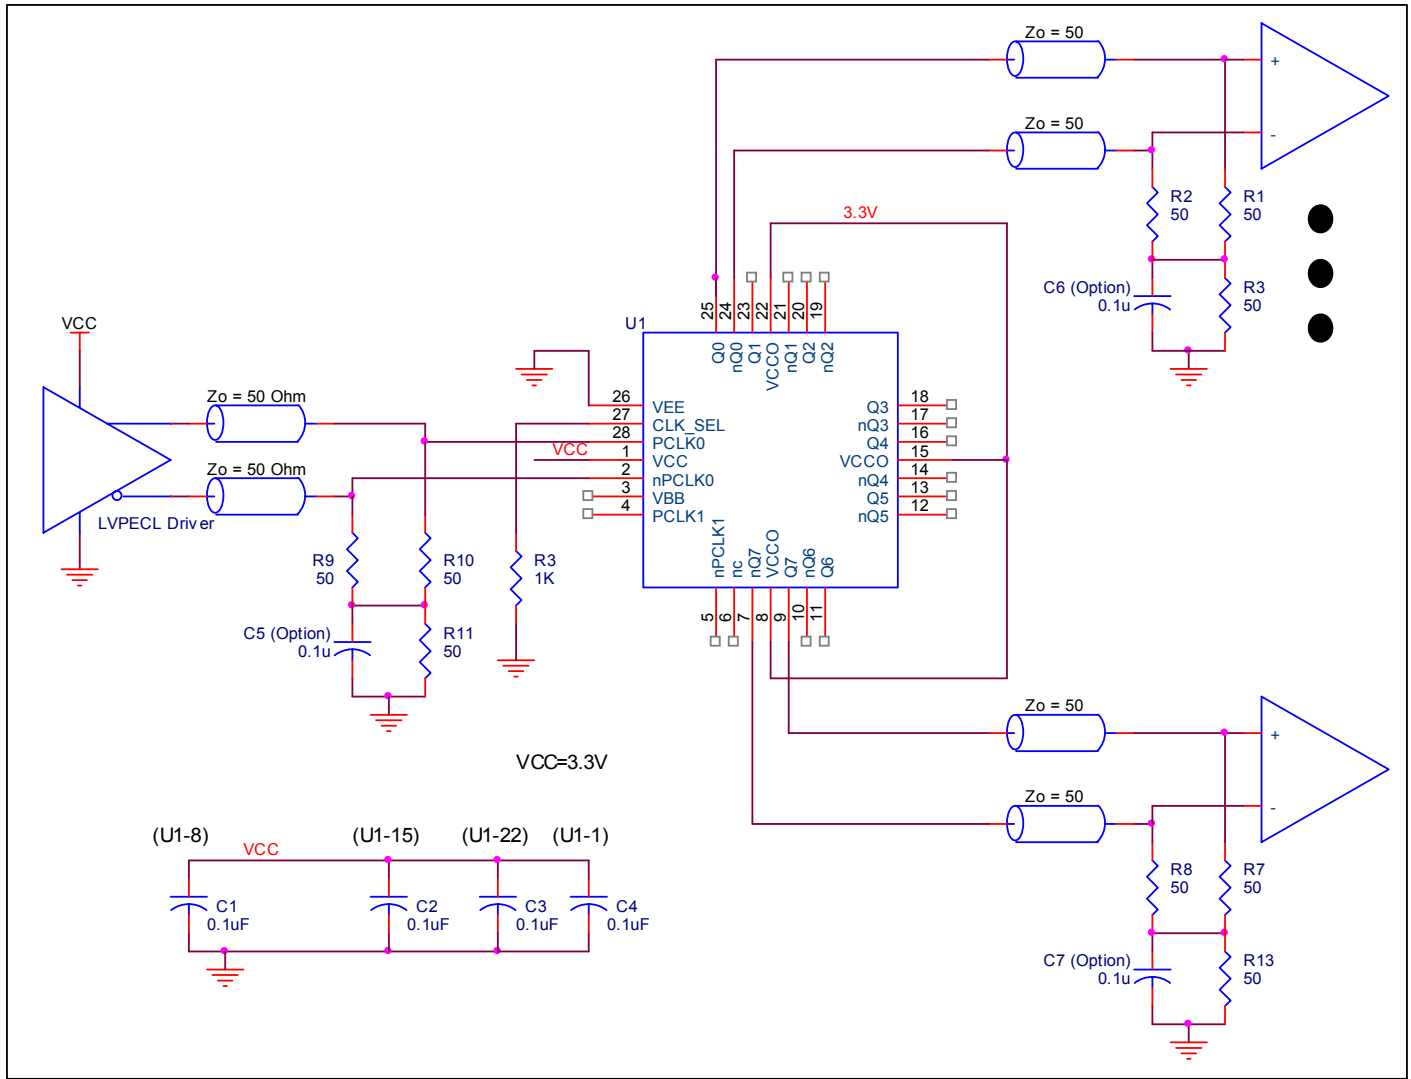 Zo = 50
+
-
Zo = 50
R2
50
R1
50
C6 (Option)
0.1u
R3
50
3.3V
VCC
Zo = 50 Ohm
Zo = 50 Ohm
LVPECL Driver
R9
50
R10
50
C5 (Option)
0.1u
R11
50
R3
1K
VCC
U1
25
24
23
22
21
20
19
Q0
nQ0
Q1
VCCO
nQ1
Q2
nQ2
26
VEE
27
CLK_SEL
28
PCLK0
1
VCC
2
nPCLK0
3
VBB
4
PCLK1
18
Q3
17
nQ3
16
Q4
15
VCCO
14
nQ4
13
Q5
12
nQ5
nPCLK1
nc
nQ7
VCCO
Q7
nQ6
Q6
5
6
7
8
9
10
11
VCC=3.3V
(U1-8)
(U1-15)
(U1-22)
(U1-1)
VCC
C1
0.1uF
C2
0.1uF
C3
0.1uF
C4
0.1uF
Zo = 50
+
-
Zo = 50
R8
50
R7
50
C7 (Option)
0.1u
R13
50